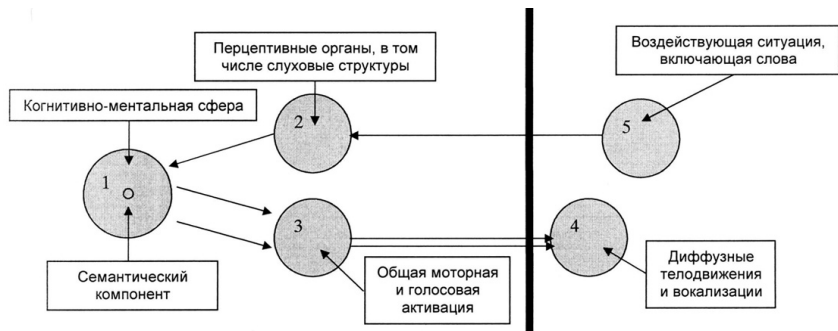 Перцептивные органы, в том
числе слуховые структуры
Воздействующая ситуация,
включающая слова
Когнитивно-ментальная сфера
2
5
1
3
4
Семантический
компонент
Общая моторная
и голосовая
активация
Диффузные
телодвижения
и вокализации